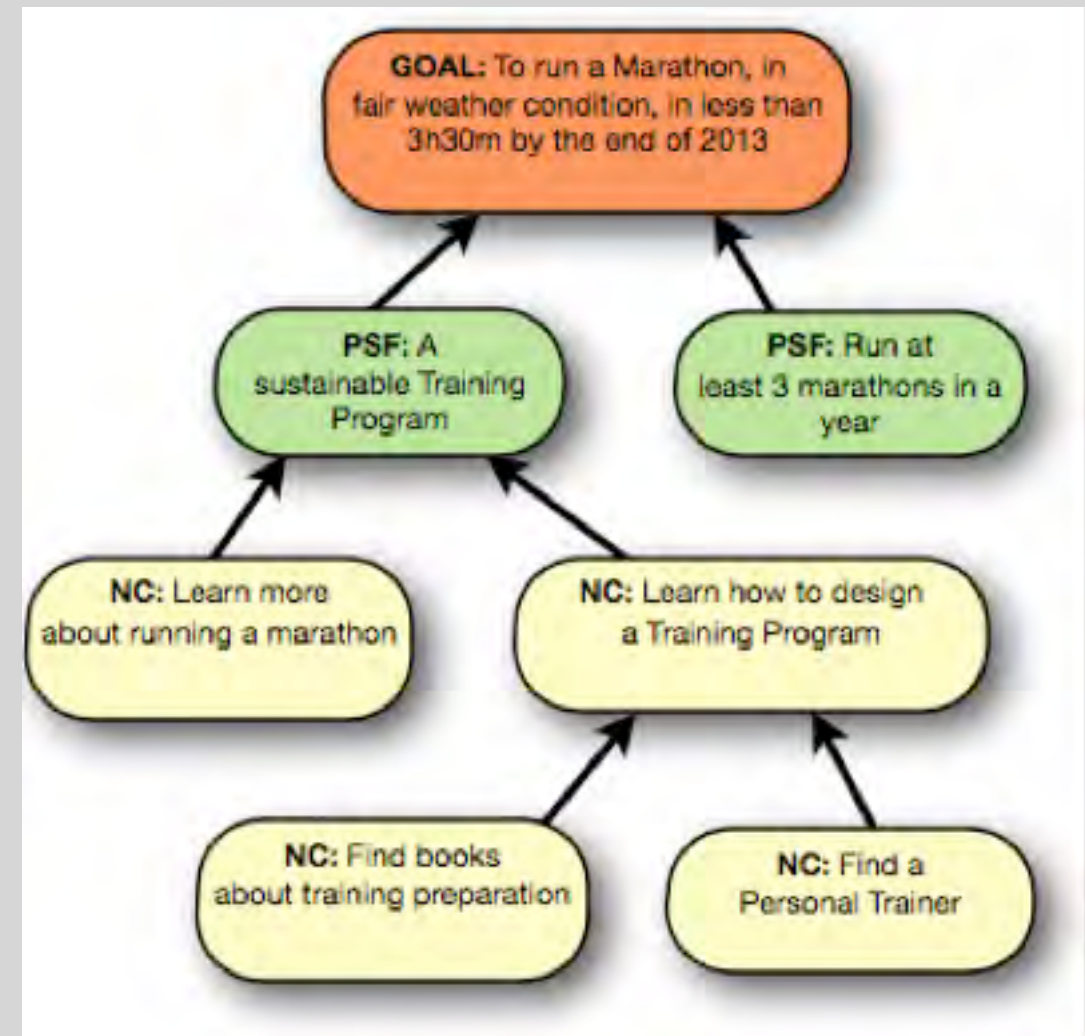 GOAL: To run a Marathon, in
fair weather condition, in less than
3h30m by the end of 2013
PSF: A
sustainable Training
Program
PSF: Run at
least 3 marathons in a
year
NC: Learn more
about running a marathon
NC: Learn how to design
a Training Program
NC: Find books
about training preparation
NC: Find a
Personal Trainer